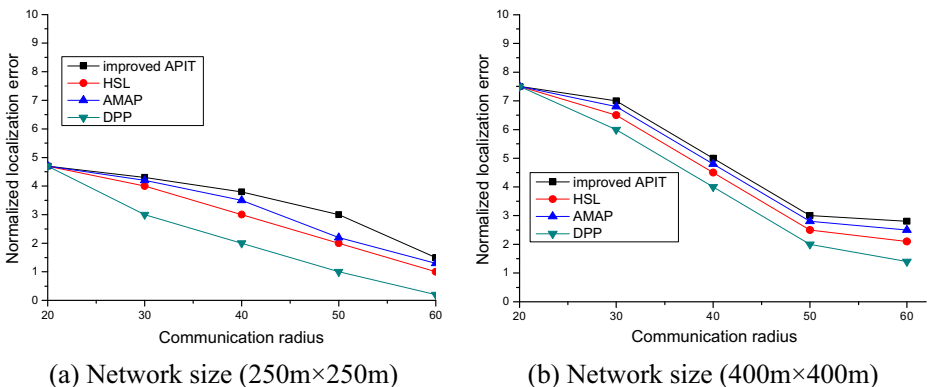 10
9
8
7
6
5
4
3
2
1
0
Normalized localization error
improved APIT
HSL
AMAP
DPP
20
30
40
50
60
Communication radius
(a) Network size (250m×250m)
10
9
8
7
6
5
4
3
2
1
0
Normalized localization error
improved APIT
HSL
AMAP
DPP
20
30
40
50
60
Communication radius
(b) Network size (400m×400m)